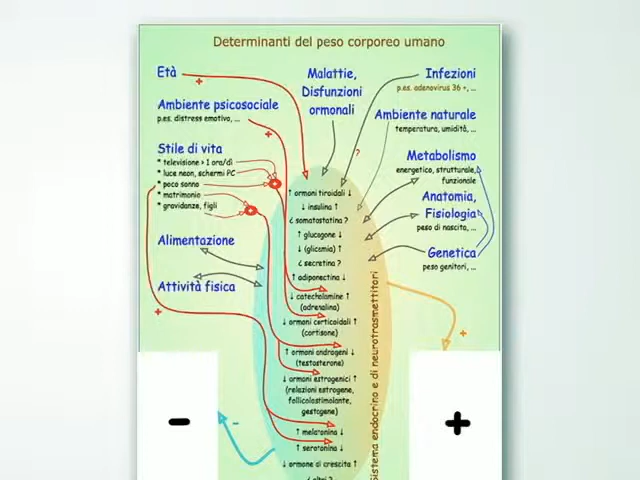 Determinanti del peso corporeo umano
Età
+
Ambiente psicosociale
p.es. distress emotivo, ...
+
Stile di vita
* televisione > 1 ora/dì
* luce neon, schermi PC
* poco sonno
* matrimonio
* gravidanze, figli
Alimentazione
Attività fisica
+
Malattie,
Disfunzioni
ormonali
Infezioni
p.es. adenovirus 36 +, ...
Ambiente naturale
temperatura, umidità, ...
?
Metabolismo
energetico, strutturale,
funzionale
Anatomia,
Fisiologia
peso di nascita, ...
Genetica
peso genitori, ...
↑ ormoni tiroidali ↓
↓ insulina ↑
¿ somatostatina ?
↑ glucogone ↓
↓ (glicemia) ↑
¿ secretina ?
↑ adiponectina ↓
↓ catecholamine ↑
(adrenalina)
↓ ormoni corticoidali ↑
(cortisone)
↑ ormoni androgeni ↓
(testosterone)
↓ ormoni estrogenici ↑
(relazioni estrogene,
follicolostimolante,
gestogene)
↑ melatonina ↓
↑ serotonina ↓
↓ ormone di crescita ↑
¿ altri ?
sistema endocrino e di neurotrasmettitori
+
-
-
+